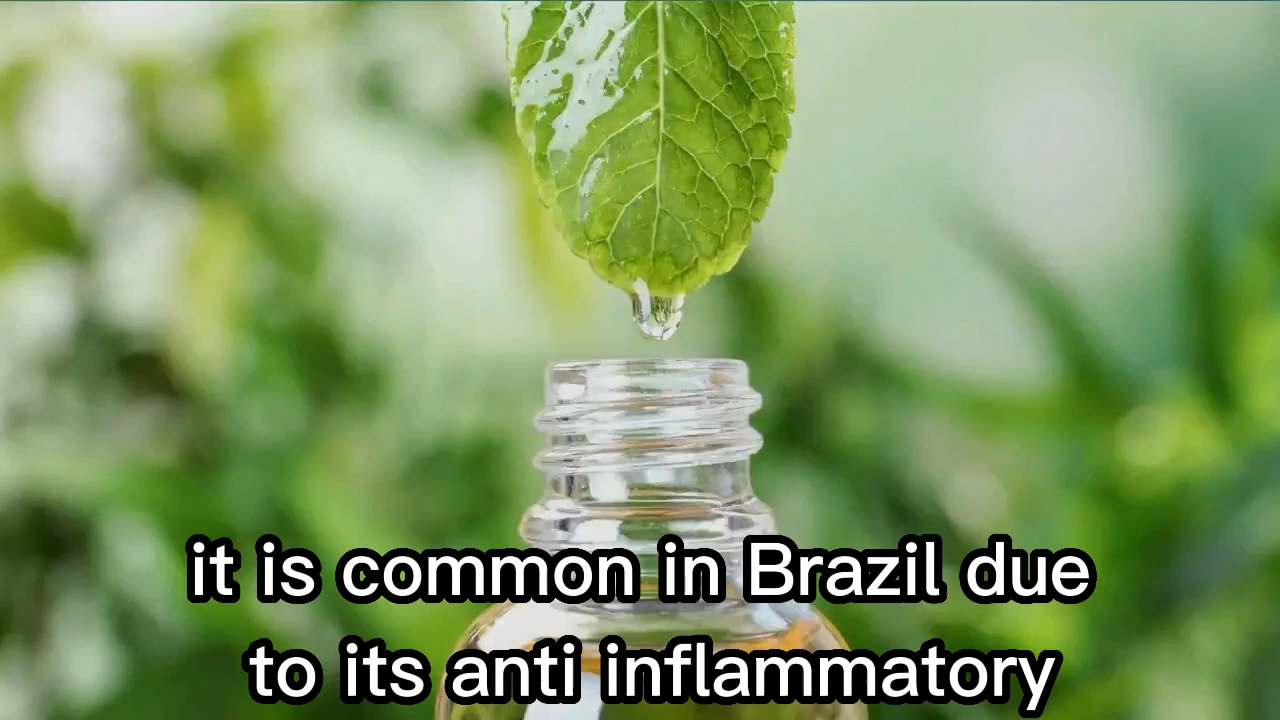 it is common in Brazil due
to its anti inflammatory